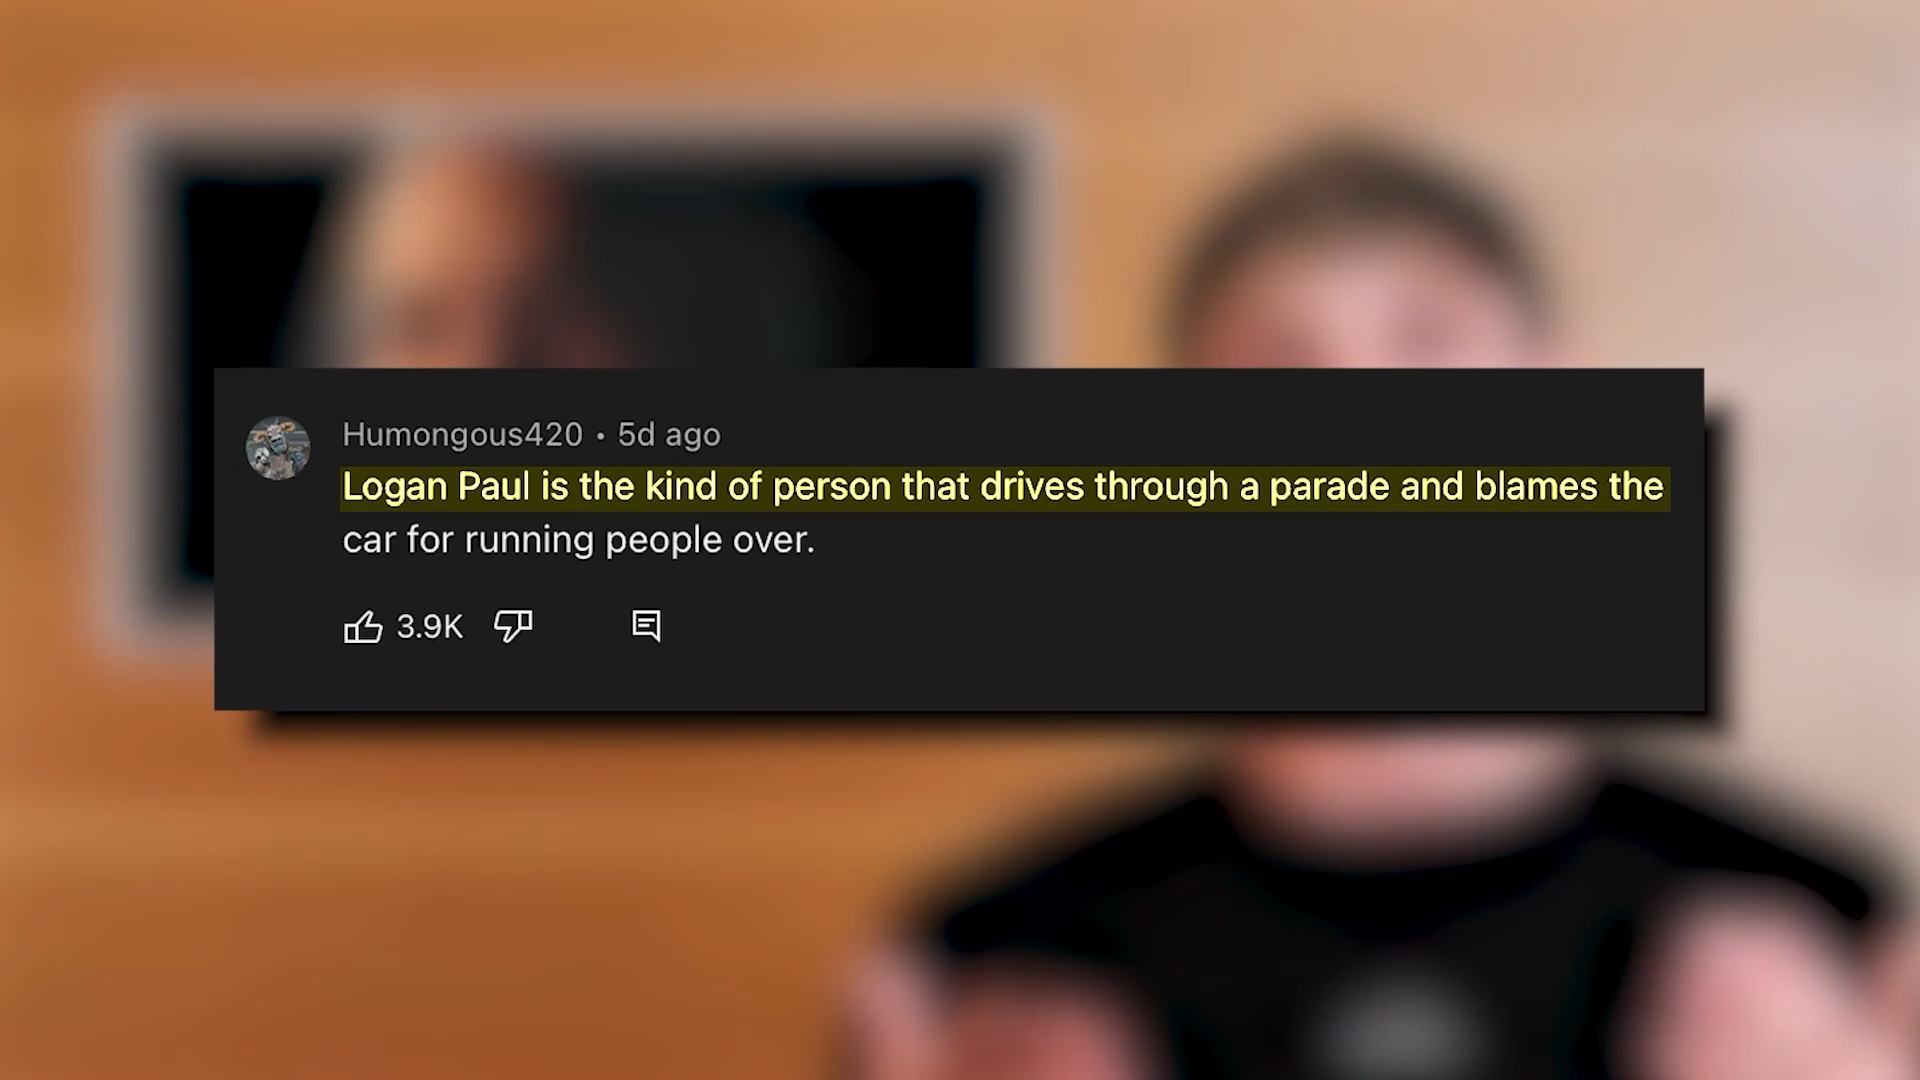 Humongous420 • 5d ago
Logan Paul is the kind of person that drives through a parade and blames the
car for running people over.
3.9K